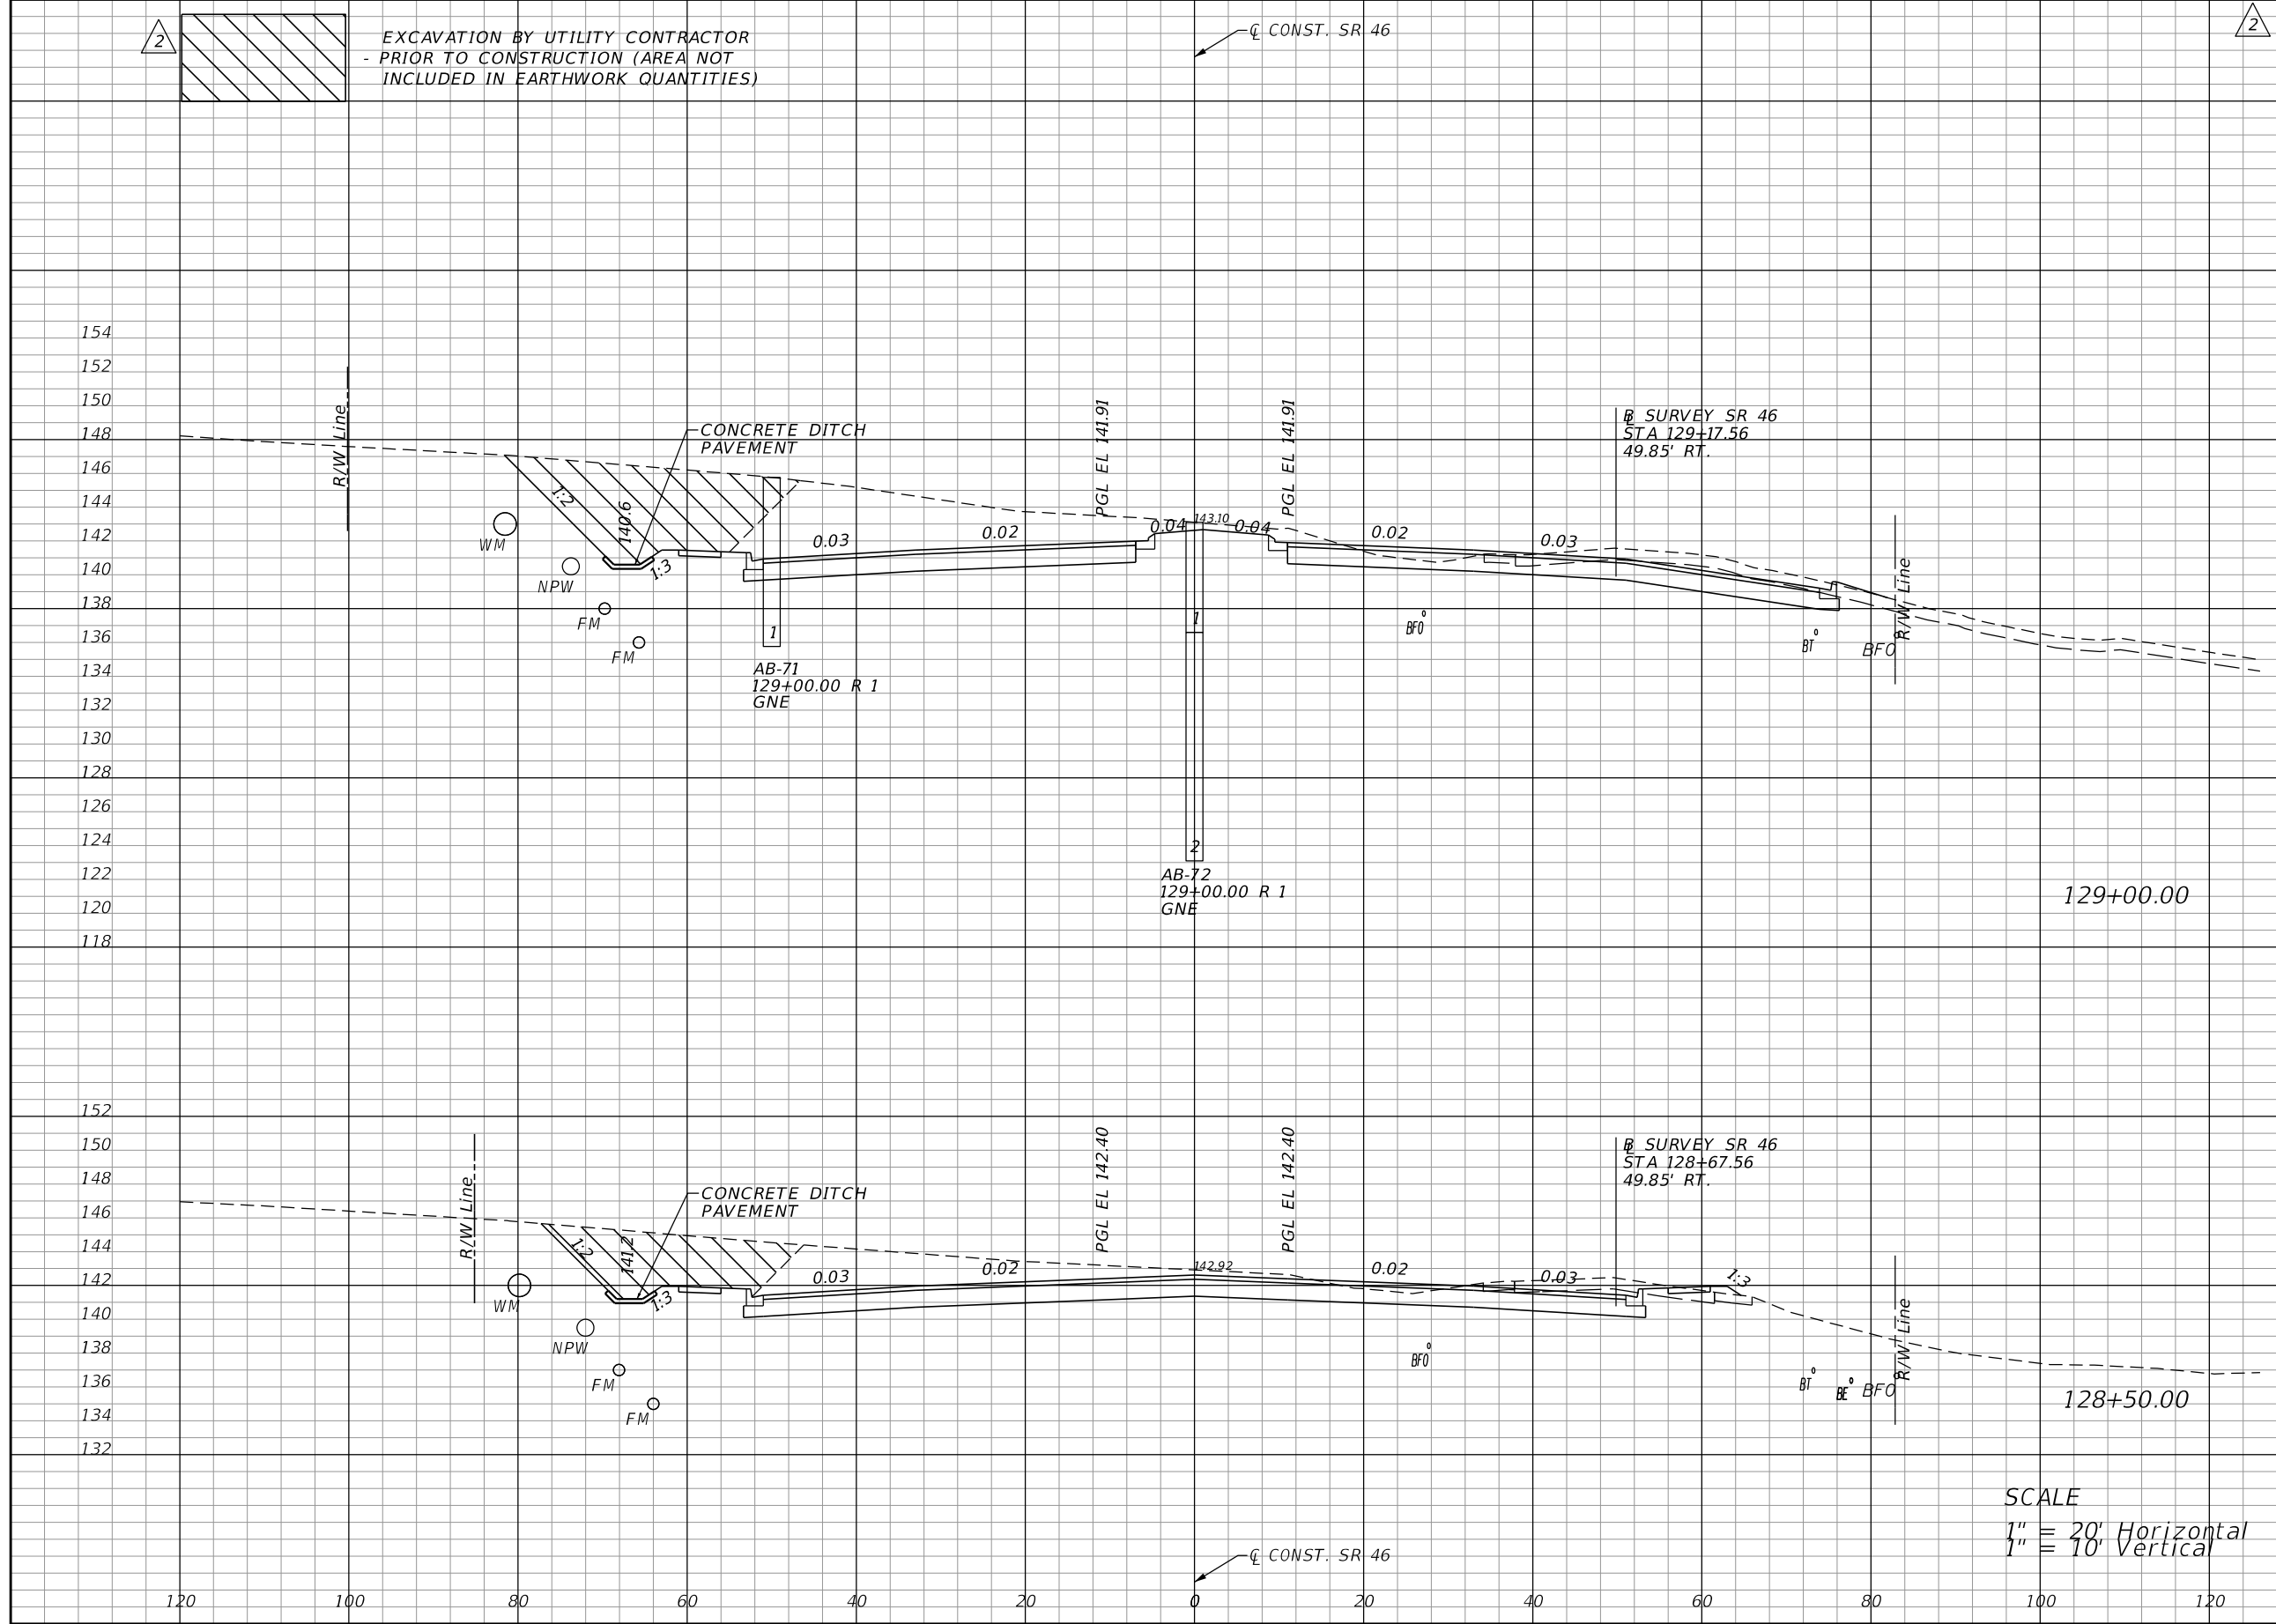 2
EXCAVATION BY UTILITY CONTRACTOR
- PRIOR TO CONSTRUCTION (AREA NOT
INCLUDED IN EARTHWORK QUANTITIES)
℄ CONST. SR 46
2
154
152
150
148
146
144
142
140
138
136
134
132
130
128
126
124
122
120
118
R/W Line
CONCRETE DITCH
PAVEMENT
1:2
140.6
1:3
WM
NPW
FM
FM
0.03
0.02
1
AB-71
129+00.00 R 1
GNE
PGL EL 141.91
0.04
143.10
0.04
PGL EL 141.91
0.02
0.03
1
2
AB-72
129+00.00 R 1
GNE
BL SURVEY SR 46
STA 129+17.56
49.85' RT.
BFO
BT
BFO
R/W Line
129+00.00
152
150
148
146
144
142
140
138
136
134
132
R/W Line
CONCRETE DITCH
PAVEMENT
1:2
141.2
1:3
WM
NPW
FM
FM
0.03
0.02
PGL EL 142.40
142.92
PGL EL 142.40
0.02
0.03
BL SURVEY SR 46
STA 128+67.56
49.85' RT.
1:3
BFO
BT
BE
BFO
R/W Line
128+50.00
SCALE
1" = 20' Horizontal
1" = 10' Vertical
℄ CONST. SR 46
120 100 80 60 40 20 0 20 40 60 80 100 120